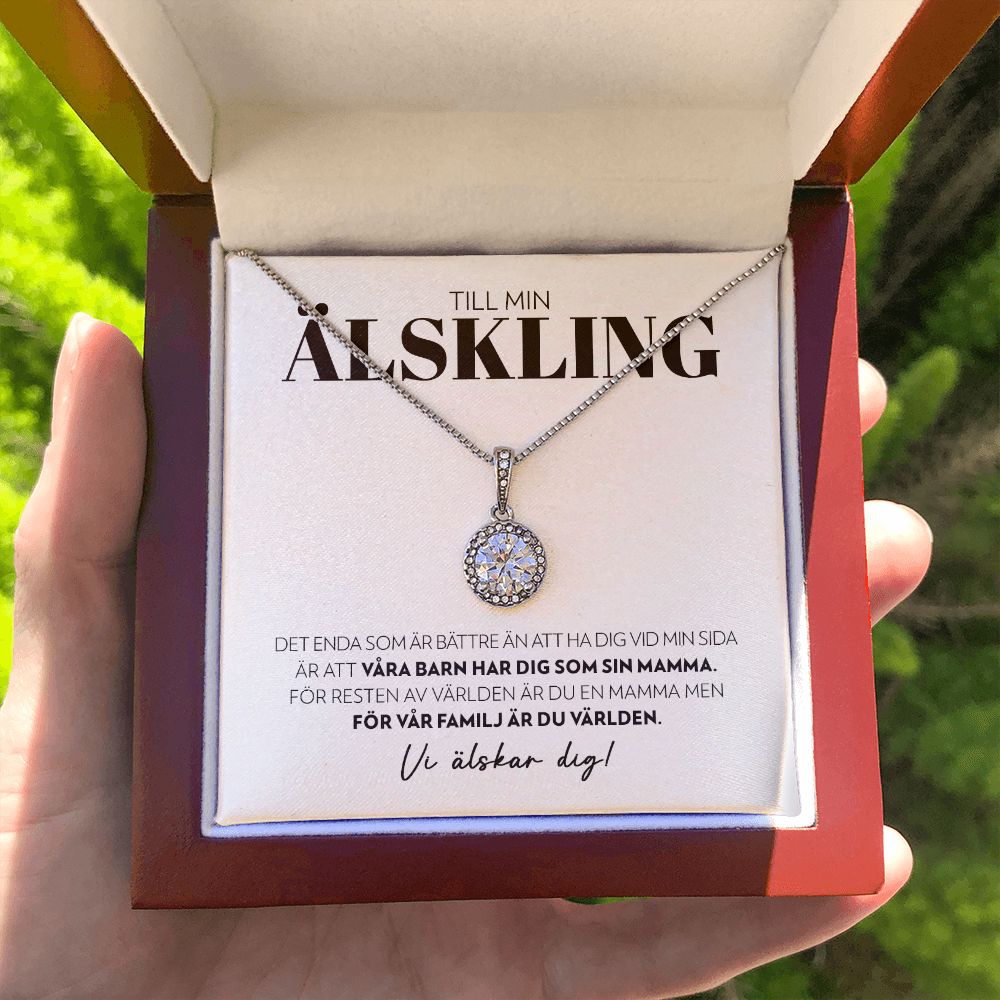 TILL MIN
ÄLSKLING
DET ENDA SOM ÄR BÄTTRE ÄN ATT HA DIG VID MIN SIDA
ÄR ATT VÅRA BARN HAR DIG SOM SIN MAMMA.
FÖR RESTEN AV VÄRLDEN ÄR DU EN MAMMA MEN
FÖR VÅR FAMILJ ÄR DU VÄRLDEN.
Vi älskar dig!